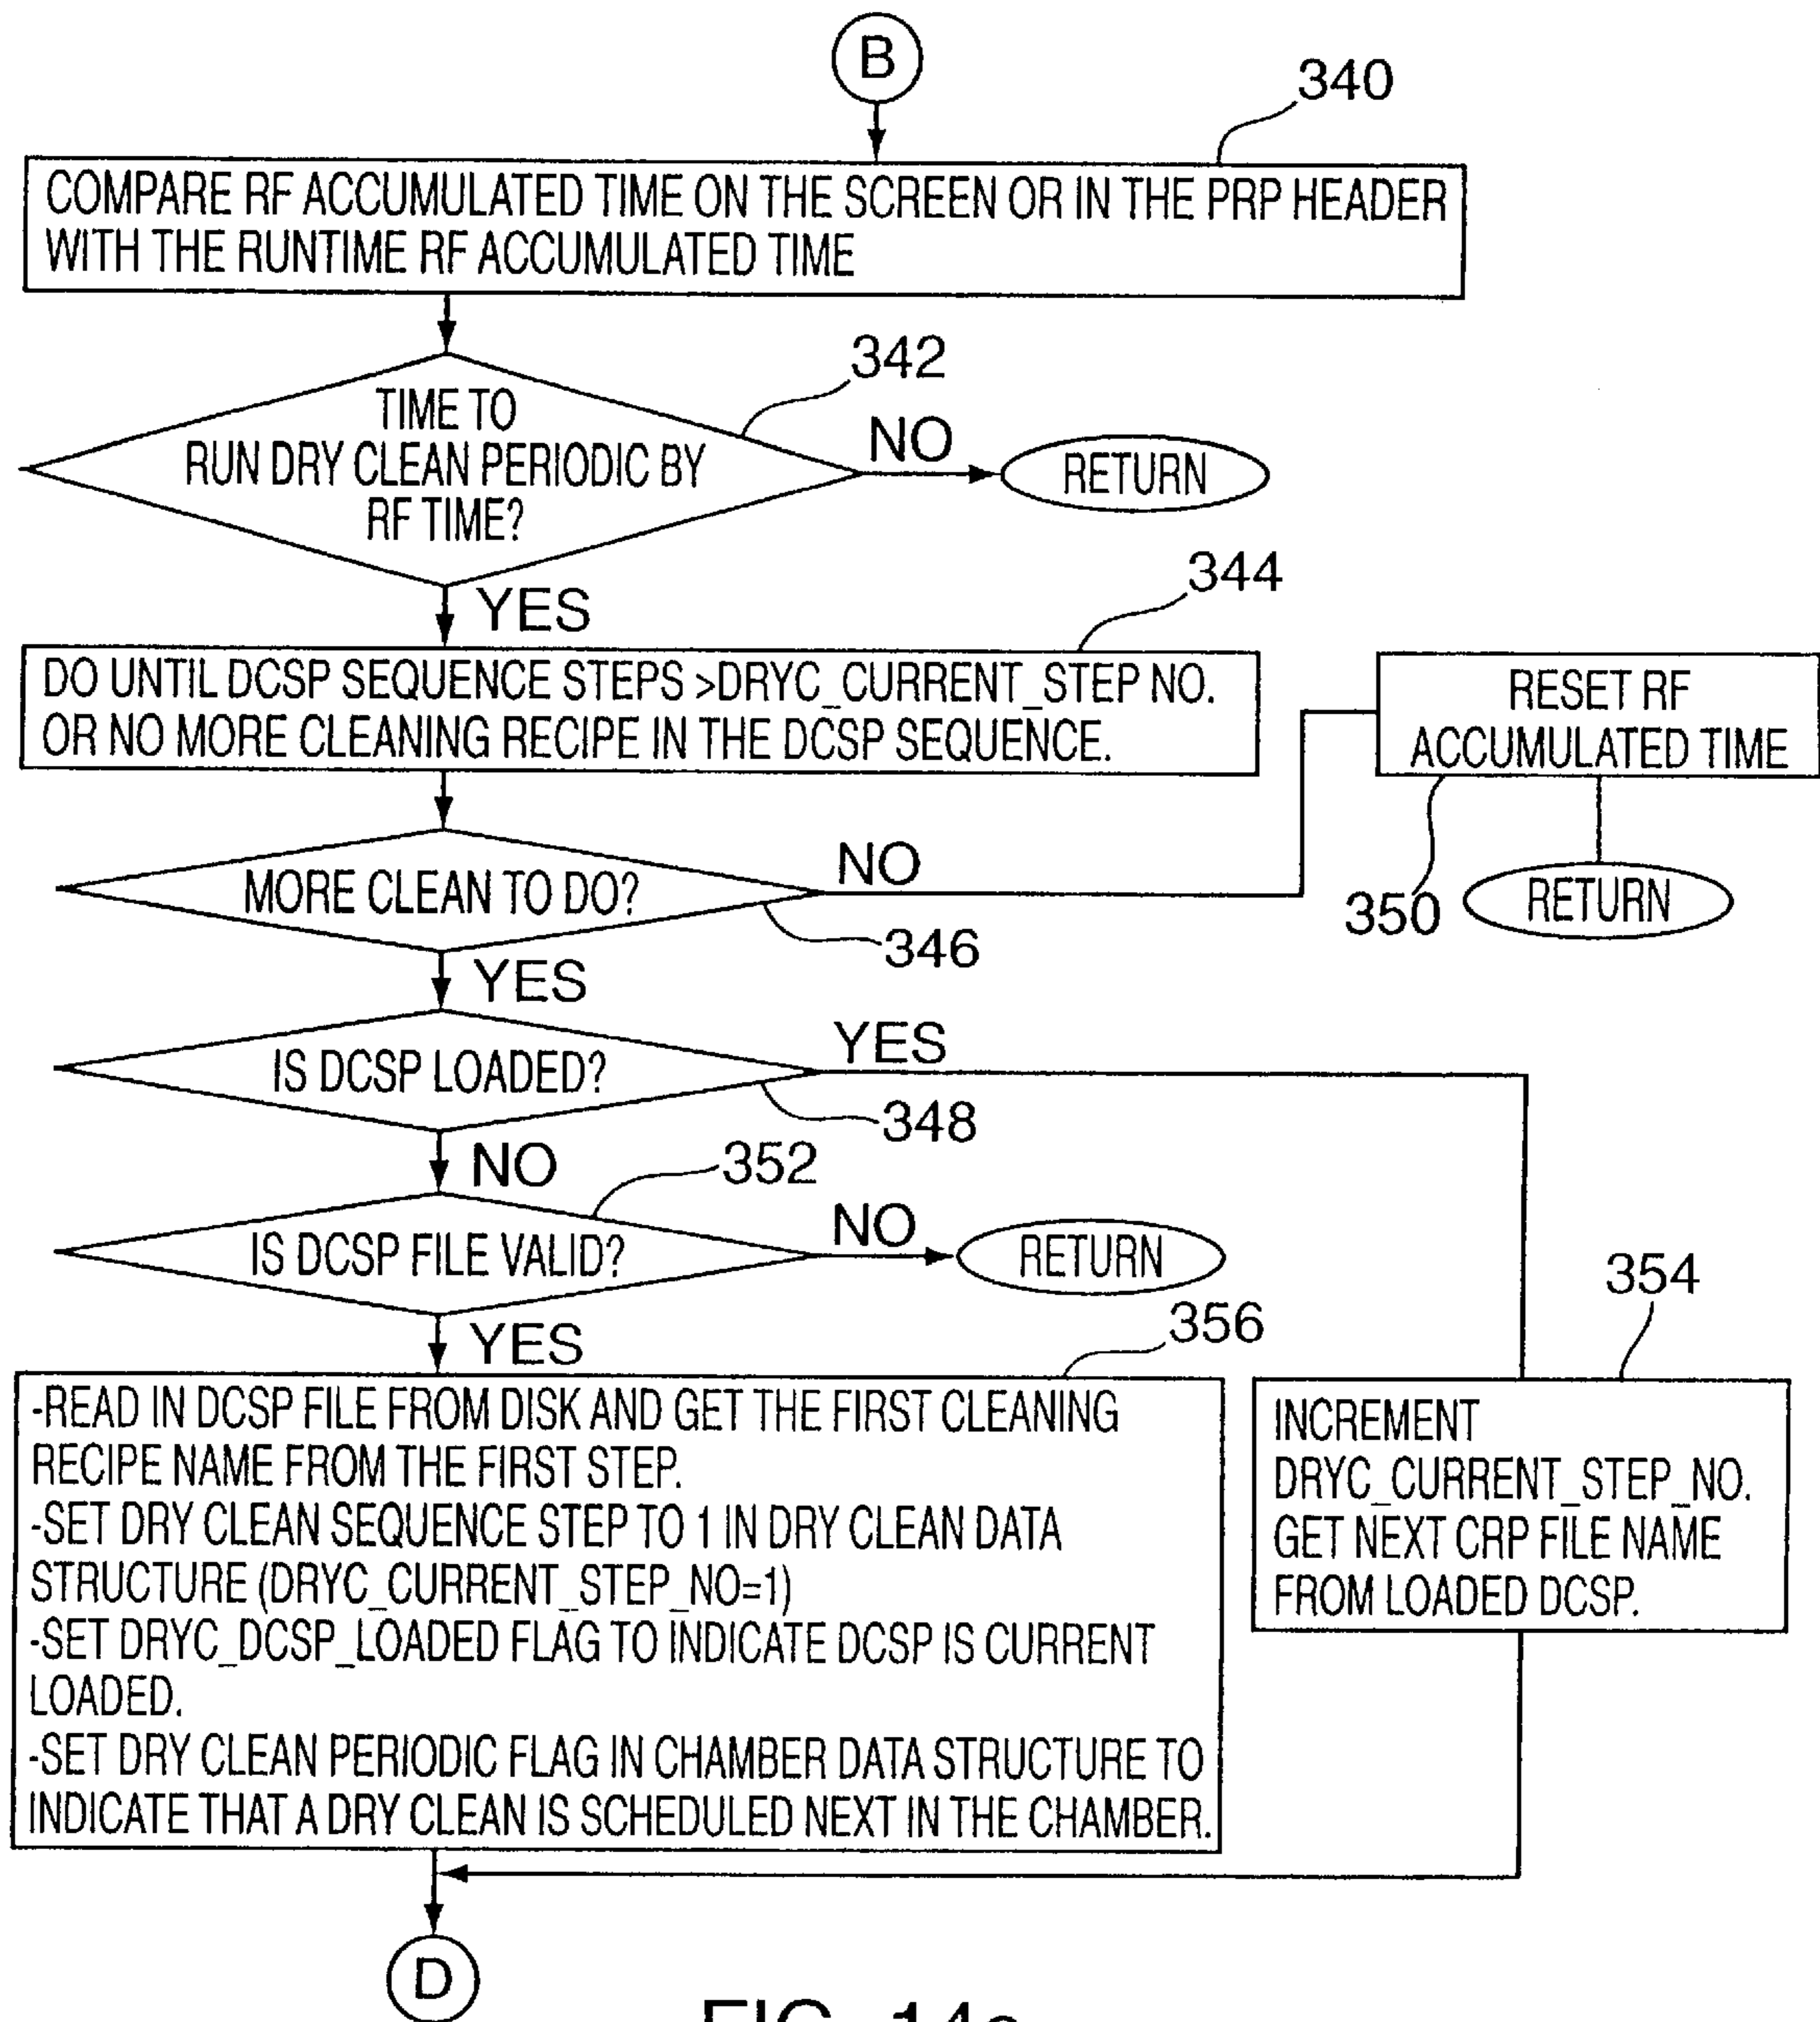 B
340
COMPARE RF ACCUMULATED TIME ON THE SCREEN OR IN THE PRP HEADER
WITH THE RUNTIME RF ACCUMULATED TIME
342
TIME TO
RUN DRY CLEAN PERIODIC BY
RF TIME?
NO
RETURN
YES
344
DO UNTIL DCSP SEQUENCE STEPS >DRYC_CURRENT_STEP NO.
OR NO MORE CLEANING RECIPE IN THE DCSP SEQUENCE.
RESET RF
ACCUMULATED TIME
350
RETURN
MORE CLEAN TO DO?
NO
346
YES
IS DCSP LOADED?
YES
348
NO
352
IS DCSP FILE VALID?
NO
RETURN
YES
356
-READ IN DCSP FILE FROM DISK AND GET THE FIRST CLEANING
RECIPE NAME FROM THE FIRST STEP.
-SET DRY CLEAN SEQUENCE STEP TO 1 IN DRY CLEAN DATA
STRUCTURE (DRYC_CURRENT_STEP_NO=1)
-SET DRYC_DCSP_LOADED FLAG TO INDICATE DCSP IS CURRENT
LOADED.
-SET DRY CLEAN PERIODIC FLAG IN CHAMBER DATA STRUCTURE TO
INDICATE THAT A DRY CLEAN IS SCHEDULED NEXT IN THE CHAMBER.
354
INCREMENT
DRYC_CURRENT_STEP_NO.
GET NEXT CRP FILE NAME
FROM LOADED DCSP.
D